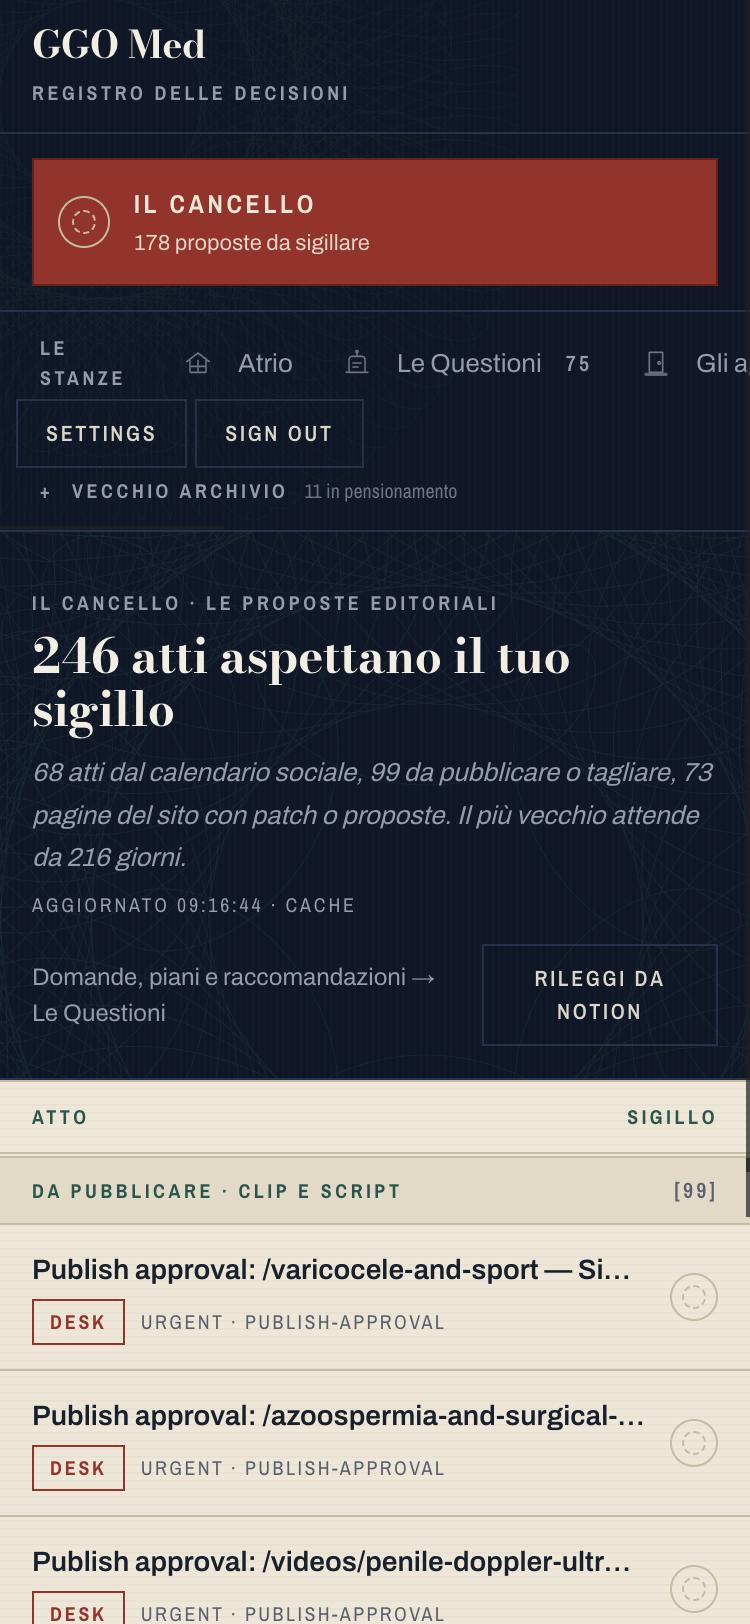 GGO Med
REGISTRO DELLE DECISIONI
IL CANCELLO
178 proposte da sigillare
LE
STANZE
Atrio
Le Questioni 75
Gli a
SETTINGS
SIGN OUT
+ VECCHIO ARCHIVIO 11 in pensionamento
IL CANCELLO · LE PROPOSTE EDITORIALI
246 atti aspettano il tuo
sigillo
68 atti dal calendario sociale, 99 da pubblicare o tagliare, 73
pagine del sito con patch o proposte. Il più vecchio attende
da 216 giorni.
AGGIORNATO 09:16:44 · CACHE
Domande, piani e raccomandazioni →
Le Questioni
RILEGGI DA
NOTION
ATTO SIGILLO
DA PUBBLICARE · CLIP E SCRIPT [99]
Publish approval: /varicocele-and-sport — Si…
DESK URGENT · PUBLISH-APPROVAL
Publish approval: /azoospermia-and-surgical-…
DESK URGENT · PUBLISH-APPROVAL
Publish approval: /videos/penile-doppler-ultr…
DESK URGENT · PUBLISH-APPROVAL